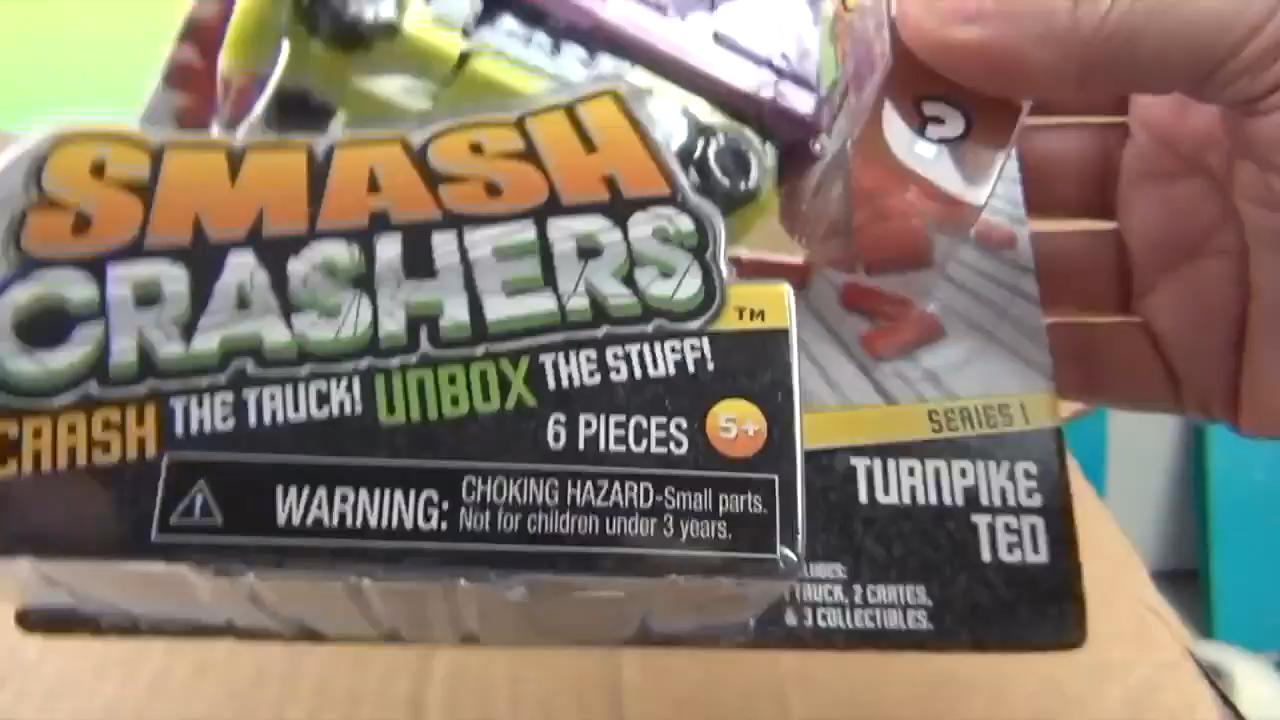 ?
SMASH
CRASHERS
TM
CRASH THE TRUCK! UNBOX THE STUFF!
6 PIECES 5+
WARNING: CHOKING HAZARD-Small parts.
Not for children under 3 years.
SERIES 1
TURNPIKE
TED
1 TRUCK, 2 CRATES,
& 3 COLLECTIBLES.